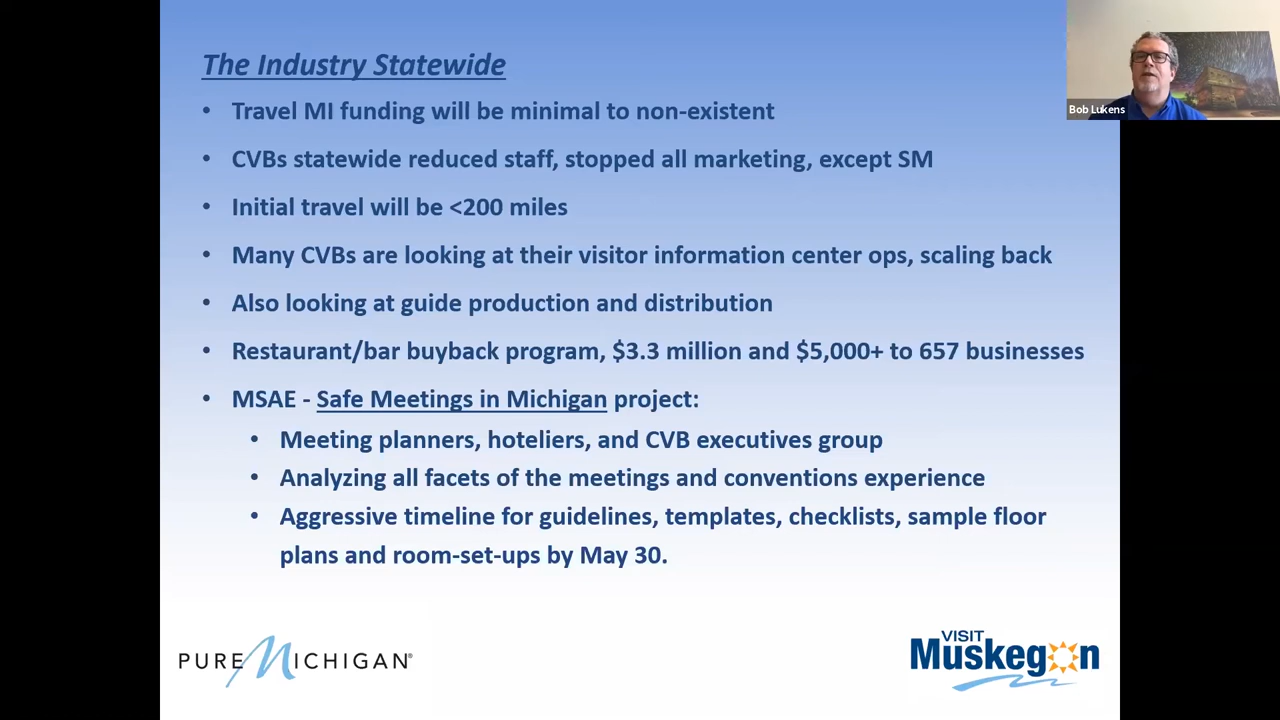 The Industry Statewide
• Travel MI funding will be minimal to non-existent
• CVBs statewide reduced staff, stopped all marketing, except SM
• Initial travel will be <200 miles
• Many CVBs are looking at their visitor information center ops, scaling back
• Also looking at guide production and distribution
• Restaurant/bar buyback program, $3.3 million and $5,000+ to 657 businesses
• MSAE - Safe Meetings in Michigan project:
• Meeting planners, hoteliers, and CVB executives group
• Analyzing all facets of the meetings and conventions experience
• Aggressive timeline for guidelines, templates, checklists, sample floor
plans and room-set-ups by May 30.
Bob Lukens
PURE MICHIGAN®
VISIT
Muskegon